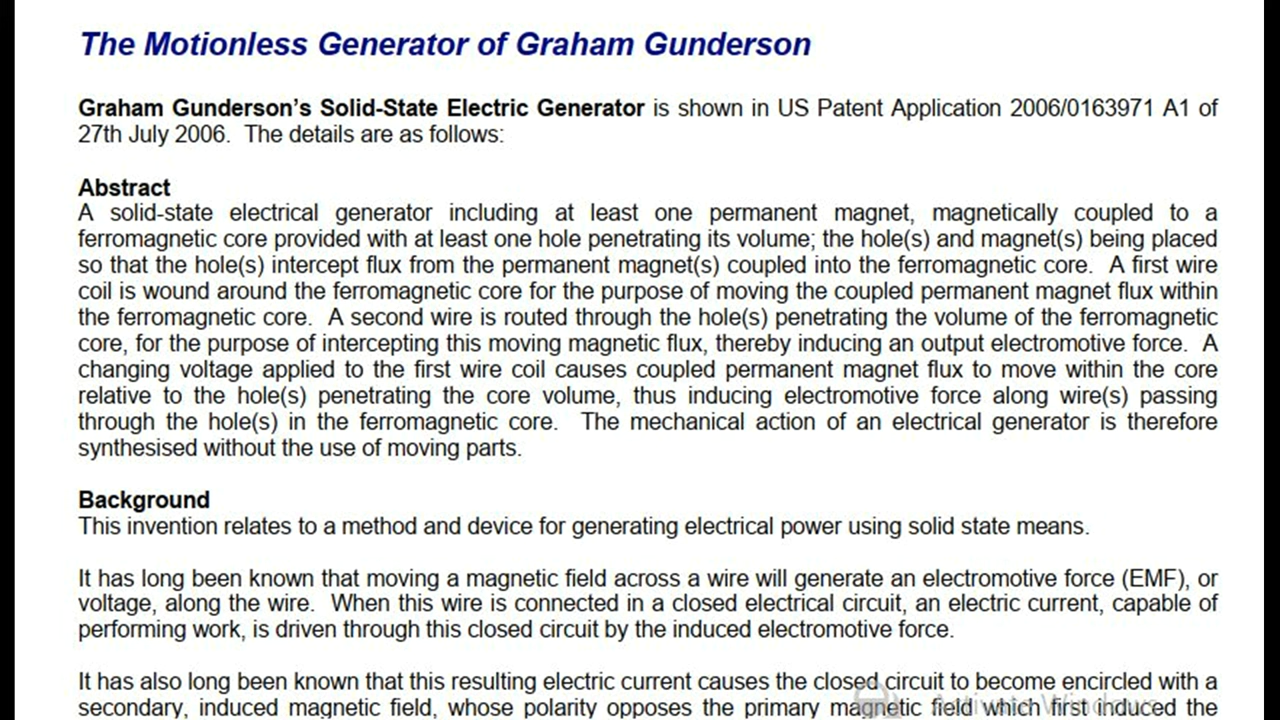 The Motionless Generator of Graham Gunderson
Graham Gunderson’s Solid-State Electric Generator is shown in US Patent Application 2006/0163971 A1 of
27th July 2006. The details are as follows:
Abstract
A solid-state electrical generator including at least one permanent magnet, magnetically coupled to a
ferromagnetic core provided with at least one hole penetrating its volume; the hole(s) and magnet(s) being placed
so that the hole(s) intercept flux from the permanent magnet(s) coupled into the ferromagnetic core. A first wire
coil is wound around the ferromagnetic core for the purpose of moving the coupled permanent magnet flux within
the ferromagnetic core. A second wire is routed through the hole(s) penetrating the volume of the ferromagnetic
core, for the purpose of intercepting this moving magnetic flux, thereby inducing an output electromotive force. A
changing voltage applied to the first wire coil causes coupled permanent magnet flux to move within the core
relative to the hole(s) penetrating the core volume, thus inducing electromotive force along wire(s) passing
through the hole(s) in the ferromagnetic core. The mechanical action of an electrical generator is therefore
synthesised without the use of moving parts.
Background
This invention relates to a method and device for generating electrical power using solid state means.
It has long been known that moving a magnetic field across a wire will generate an electromotive force (EMF), or
voltage, along the wire. When this wire is connected in a closed electrical circuit, an electric current, capable of
performing work, is driven through this closed circuit by the induced electromotive force.
It has also long been known that this resulting electric current causes the closed circuit to become encircled with a
secondary, induced magnetic field, whose polarity opposes the primary magnetic field which first induced the
Activate Windows